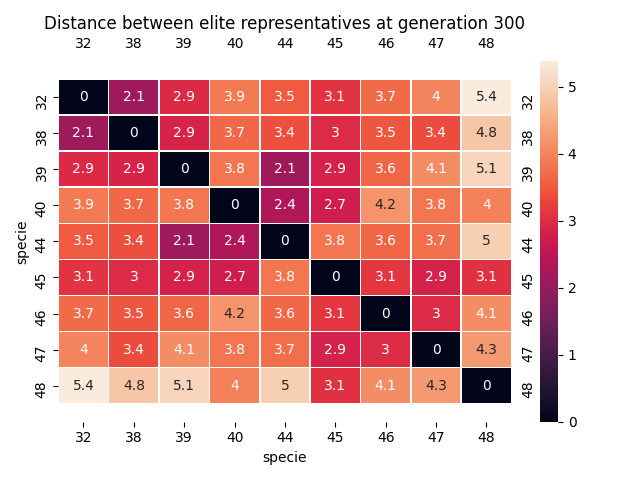 Distance between elite representatives at generation 300
32 38 39 40 44 45 46 47 48
32 0 2.1 2.9 3.9 3.5 3.1 3.7 4 5.4 32
38 2.1 0 2.9 3.7 3.4 3 3.5 3.4 4.8 38
39 2.9 2.9 0 3.8 2.1 2.9 3.6 4.1 5.1 39
40 3.9 3.7 3.8 0 2.4 2.7 4.2 3.8 4 40
44 3.5 3.4 2.1 2.4 0 3.8 3.6 3.7 5 44
45 3.1 3 2.9 2.7 3.8 0 3.1 2.9 3.1 45
46 3.7 3.5 3.6 4.2 3.6 3.1 0 3 4.1 46
47 4 3.4 4.1 3.8 3.7 2.9 3 0 4.3 47
48 5.4 4.8 5.1 4 5 3.1 4.1 4.3 0 48
32 38 39 40 44 45 46 47 48
specie
specie
5
4
3
2
1
0